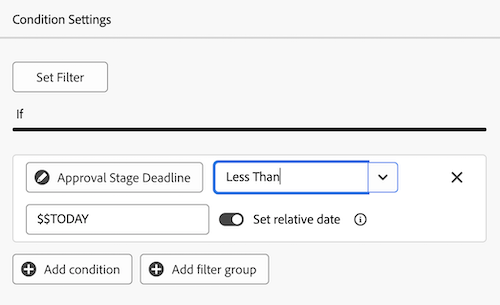 Condition Settings
Set Filter
If
Approval Stage Deadline
Less Than
$$TODAY
Set relative date
Add condition
Add filter group